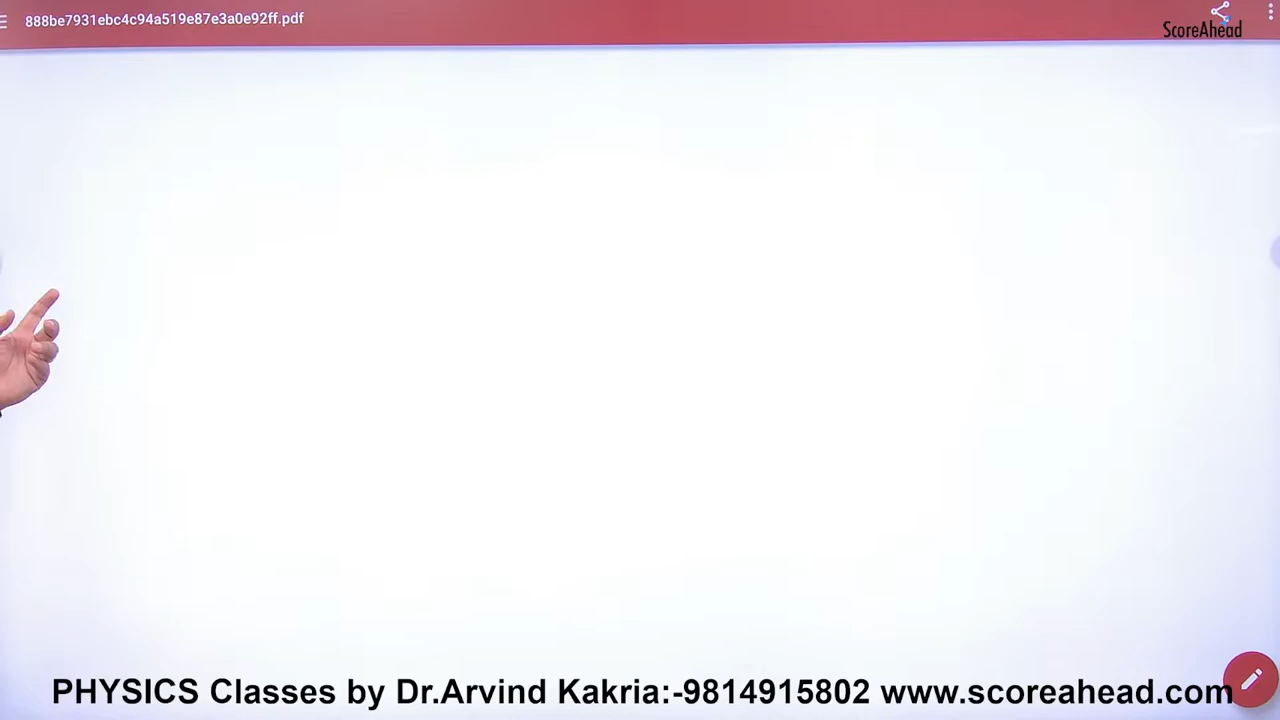 888be7931ebc4c94a519e87e3a0e92ff.pdf
ScoreAhead
PHYSICS Classes by Dr.Arvind Kakria:-9814915802 www.scoreahead.com